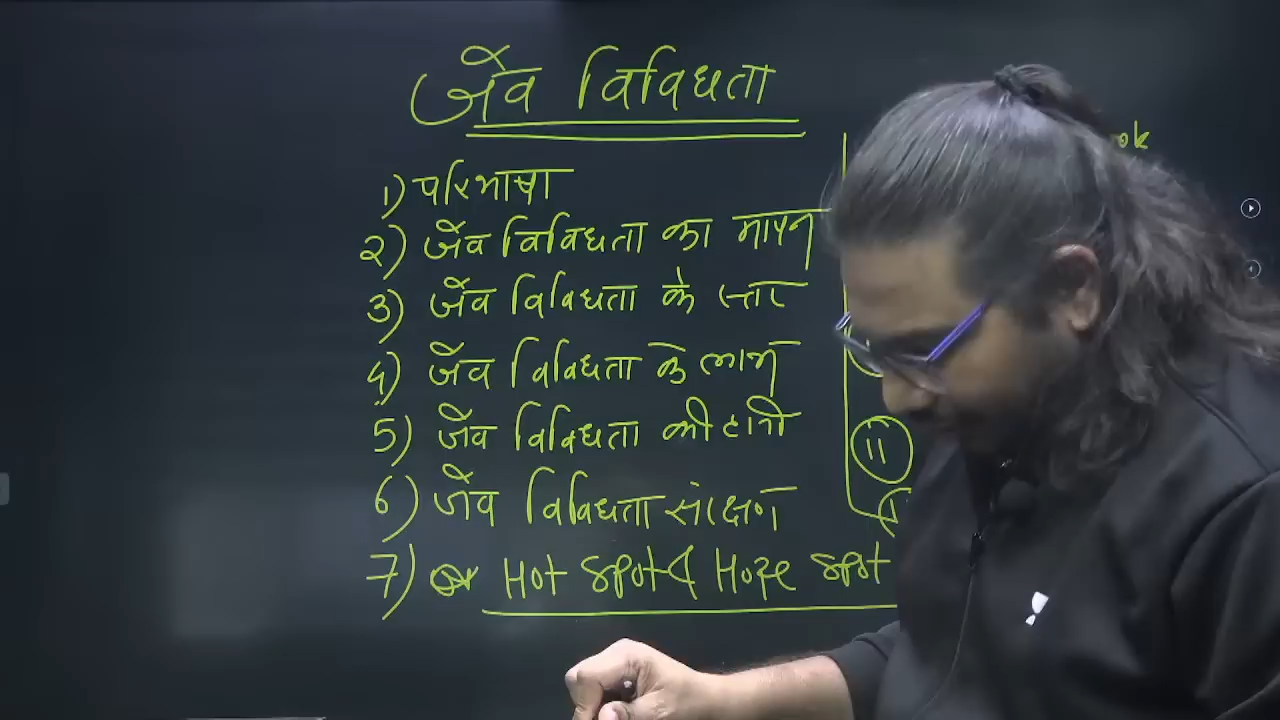 जैव विविधता
1) परिभाषा
2) जैव विविधता का मापन
3) जैव विविधता के स्तर
4) जैव विविधता के लाभ
5) जैव विविधता की हानी
6) जैव विविधता संरक्षण
7) Hot spot & Hope spot
ok
11